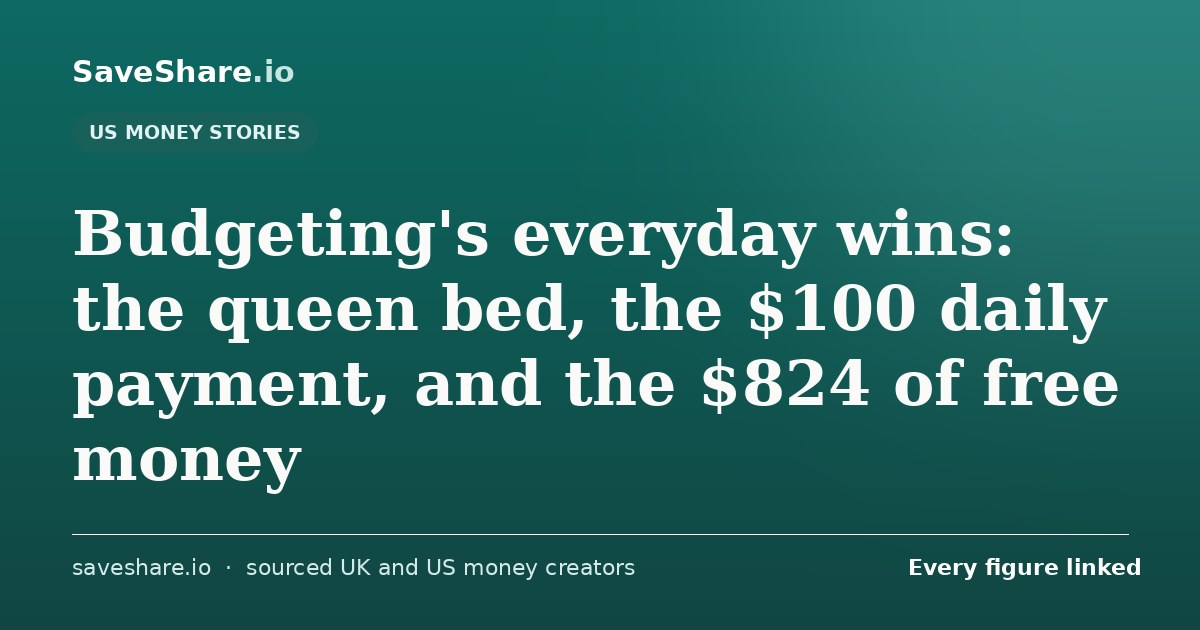 SaveShare.io
US MONEY STORIES
Budgeting's everyday wins:
the queen bed, the $100 daily
payment, and the $824 of free
money
saveshare.io · sourced UK and US money creators
Every figure linked